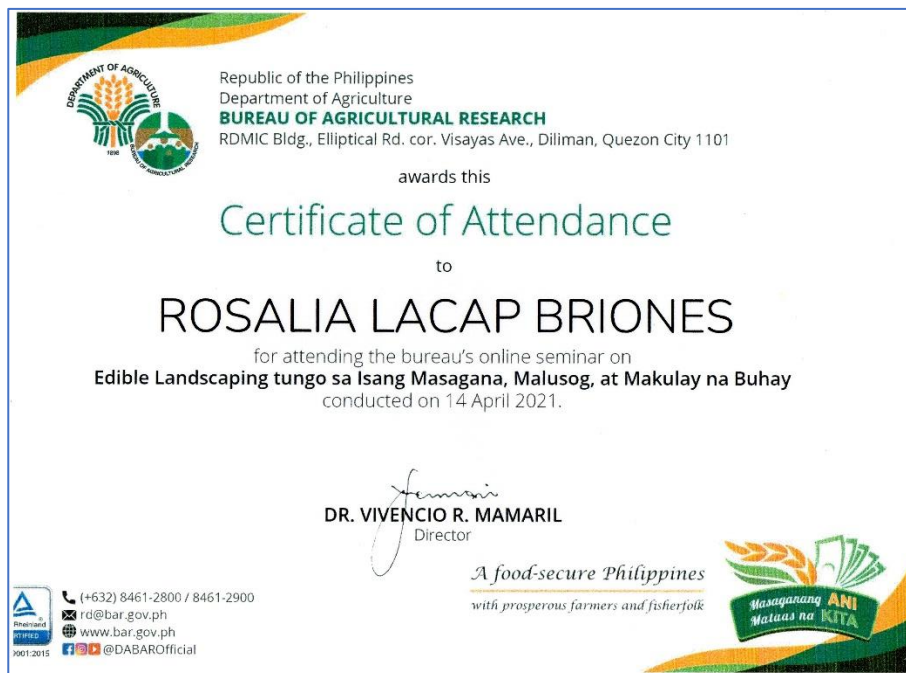 DEPARTMENT OF AGRICULTURE
1898
BUREAU OF AGRICULTURAL RESEARCH
Republic of the Philippines
Department of Agriculture
BUREAU OF AGRICULTURAL RESEARCH
RDMIC Bldg., Elliptical Rd. cor. Visayas Ave., Diliman, Quezon City 1101
awards this
Certificate of Attendance
to
ROSALIA LACAP BRIONES
for attending the bureau's online seminar on
Edible Landscaping tungo sa Isang Masagana, Malusog, at Makulay na Buhay
conducted on 14 April 2021.
DR. VIVENCIO R. MAMARIL
Director
A food-secure Philippines
with prosperous farmers and fisherfolk
Masaganang ANI
Mataas na KITA
(+632) 8461-2800 / 8461-2900
rd@bar.gov.ph
www.bar.gov.ph
@DABAROfficial
Rheinland
RTIFIED
9001:2015